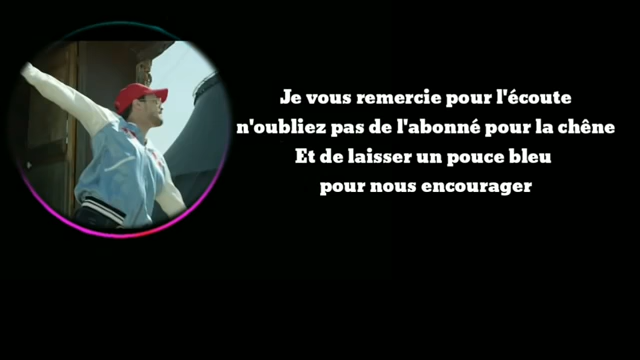 Je vous remercie pour l'écoute
n'oubliez pas de l'abonné pour la chêne
Et de laisser un pouce bleu
pour nous encourager